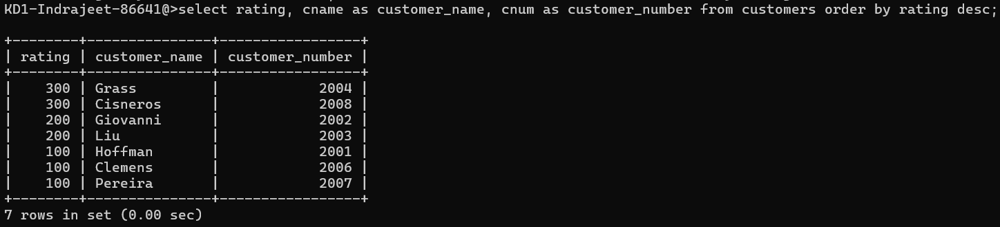 KD1-Indrajeet-86641@>select rating, cname as customer_name, cnum as customer_number from customers order by rating desc;
+--------+---------------+-----------------+
| rating | customer_name | customer_number |
+--------+---------------+-----------------+
|    300 | Grass         |            2004 |
|    300 | Cisneros      |            2008 |
|    200 | Giovanni      |            2002 |
|    200 | Liu           |            2003 |
|    100 | Hoffman       |            2001 |
|    100 | Clemens       |            2006 |
|    100 | Pereira       |            2007 |
+--------+---------------+-----------------+
7 rows in set (0.00 sec)